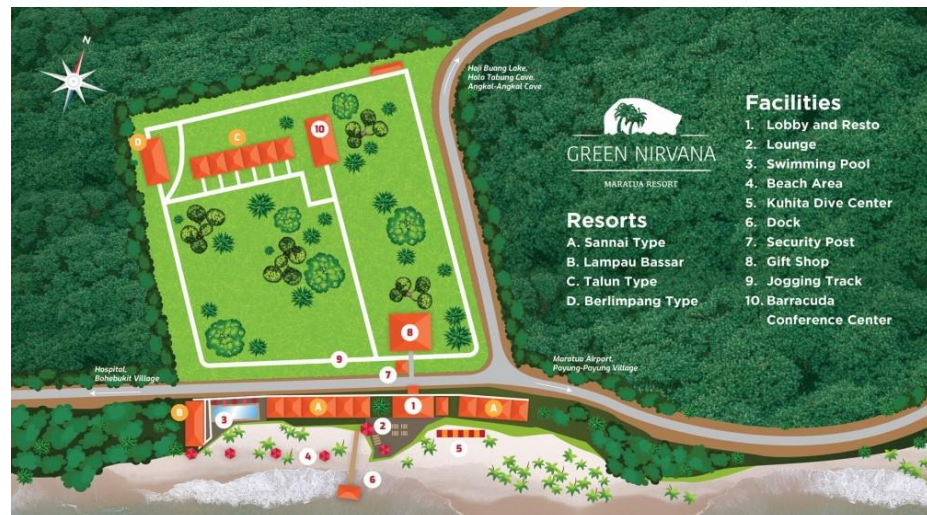 N
Haji Buang Lake,
Halo Tabung Cave,
Angkal-Angkal Cave
GREEN NIRVANA
MARATUA RESORT
Resorts
A. Sannai Type
B. Lampau Bassar
C. Talun Type
D. Berlimpang Type
Facilities
1. Lobby and Resto
2. Lounge
3. Swimming Pool
4. Beach Area
5. Kuhita Dive Center
6. Dock
7. Security Post
8. Gift Shop
9. Jogging Track
10. Barracuda
Conference Center
D
C
10
8
9
7
Hospital,
Bohebukit Village
Maratua Airport,
Payung-Payung Village
B
3
A
2
1
A
4
5
6